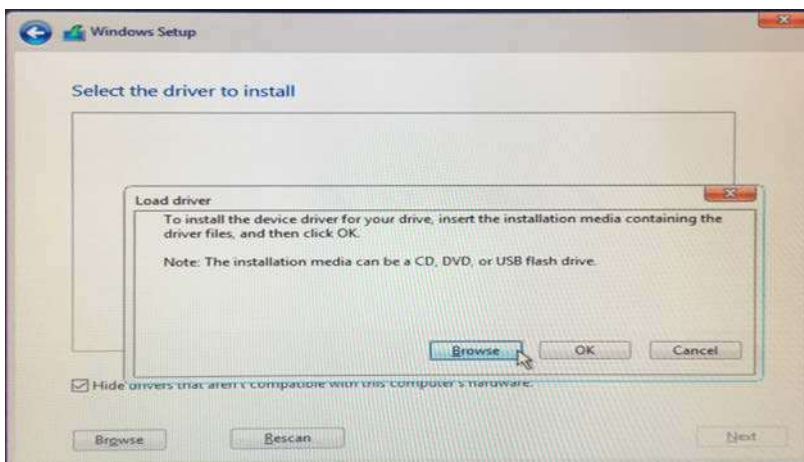 Windows Setup
Select the driver to install
Load driver
To install the device driver for your drive, insert the installation media containing the
driver files, and then click OK.
Note: The installation media can be a CD, DVD, or USB flash drive.
Browse OK Cancel
Hide drivers that aren't compatible with this computer's hardware.
Browse Rescan Next